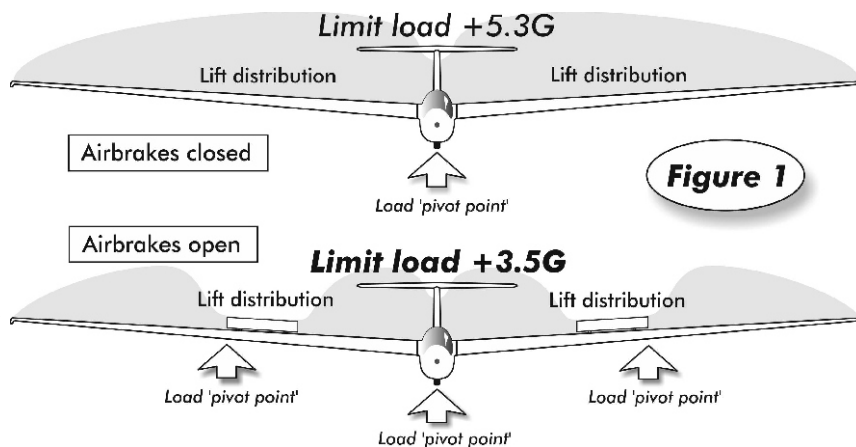 Limit load +5.3G
Lift distribution
Lift distribution
Airbrakes closed
Load 'pivot point'
Figure 1
Airbrakes open
Limit load +3.5G
Lift distribution
Lift distribution
Load 'pivot point'
Load 'pivot point'
Load 'pivot point'